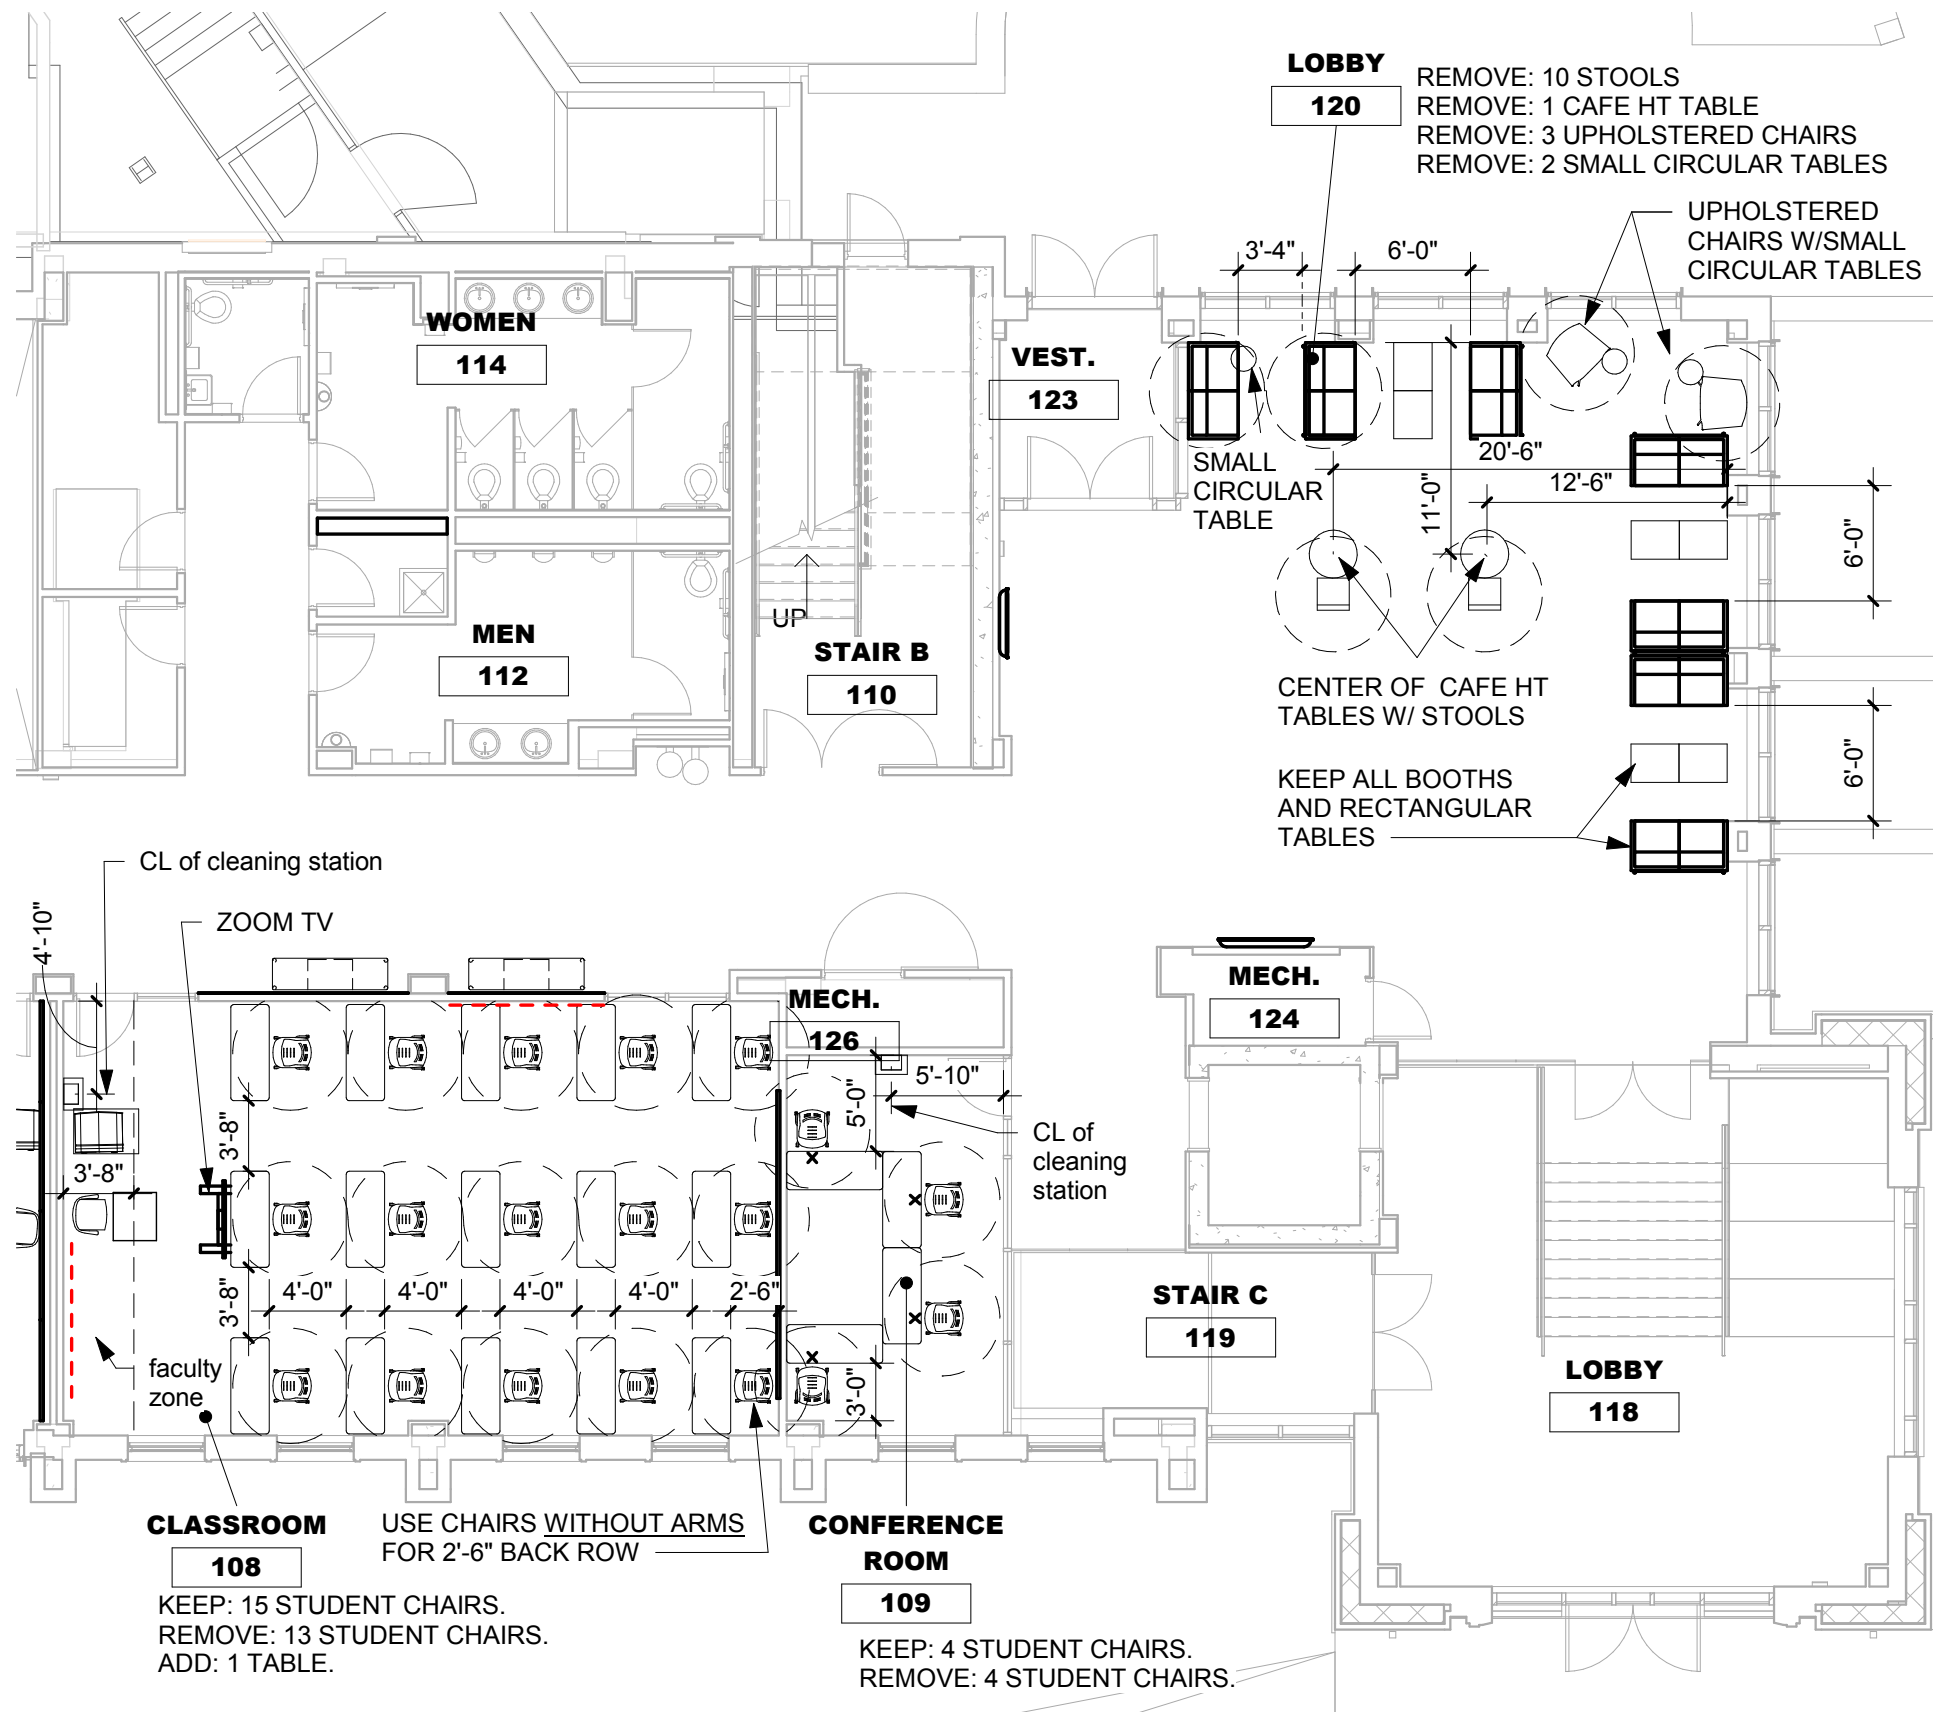 LOBBY
120
REMOVE: 10 STOOLS
REMOVE: 1 CAFE HT TABLE
REMOVE: 3 UPHOLSTERED CHAIRS
REMOVE: 2 SMALL CIRCULAR TABLES
UPHOLSTERED
CHAIRS W/SMALL
CIRCULAR TABLES
3'-4"
6'-0"
WOMEN
114
VEST.
123
SMALL
CIRCULAR
TABLE
20'-6"
12'-6"
11'-0"
6'-0"
UP
MEN
112
STAIR B
110
CENTER OF CAFE HT
TABLES W/ STOOLS
6'-0"
KEEP ALL BOOTHS
AND RECTANGULAR
TABLES
CL of cleaning station
ZOOM TV
4'-10"
MECH.
126
MECH.
124
5'-10"
5'-0"
3'-8"
3'-8"
CL of
cleaning
station
3'-8"
4'-0"
4'-0"
4'-0"
4'-0"
2'-6"
STAIR C
119
faculty
zone
3'-0"
LOBBY
118
CLASSROOM
108
KEEP: 15 STUDENT CHAIRS.
REMOVE: 13 STUDENT CHAIRS.
ADD: 1 TABLE.
USE CHAIRS WITHOUT ARMS
FOR 2'-6" BACK ROW
CONFERENCE
ROOM
109
KEEP: 4 STUDENT CHAIRS.
REMOVE: 4 STUDENT CHAIRS.